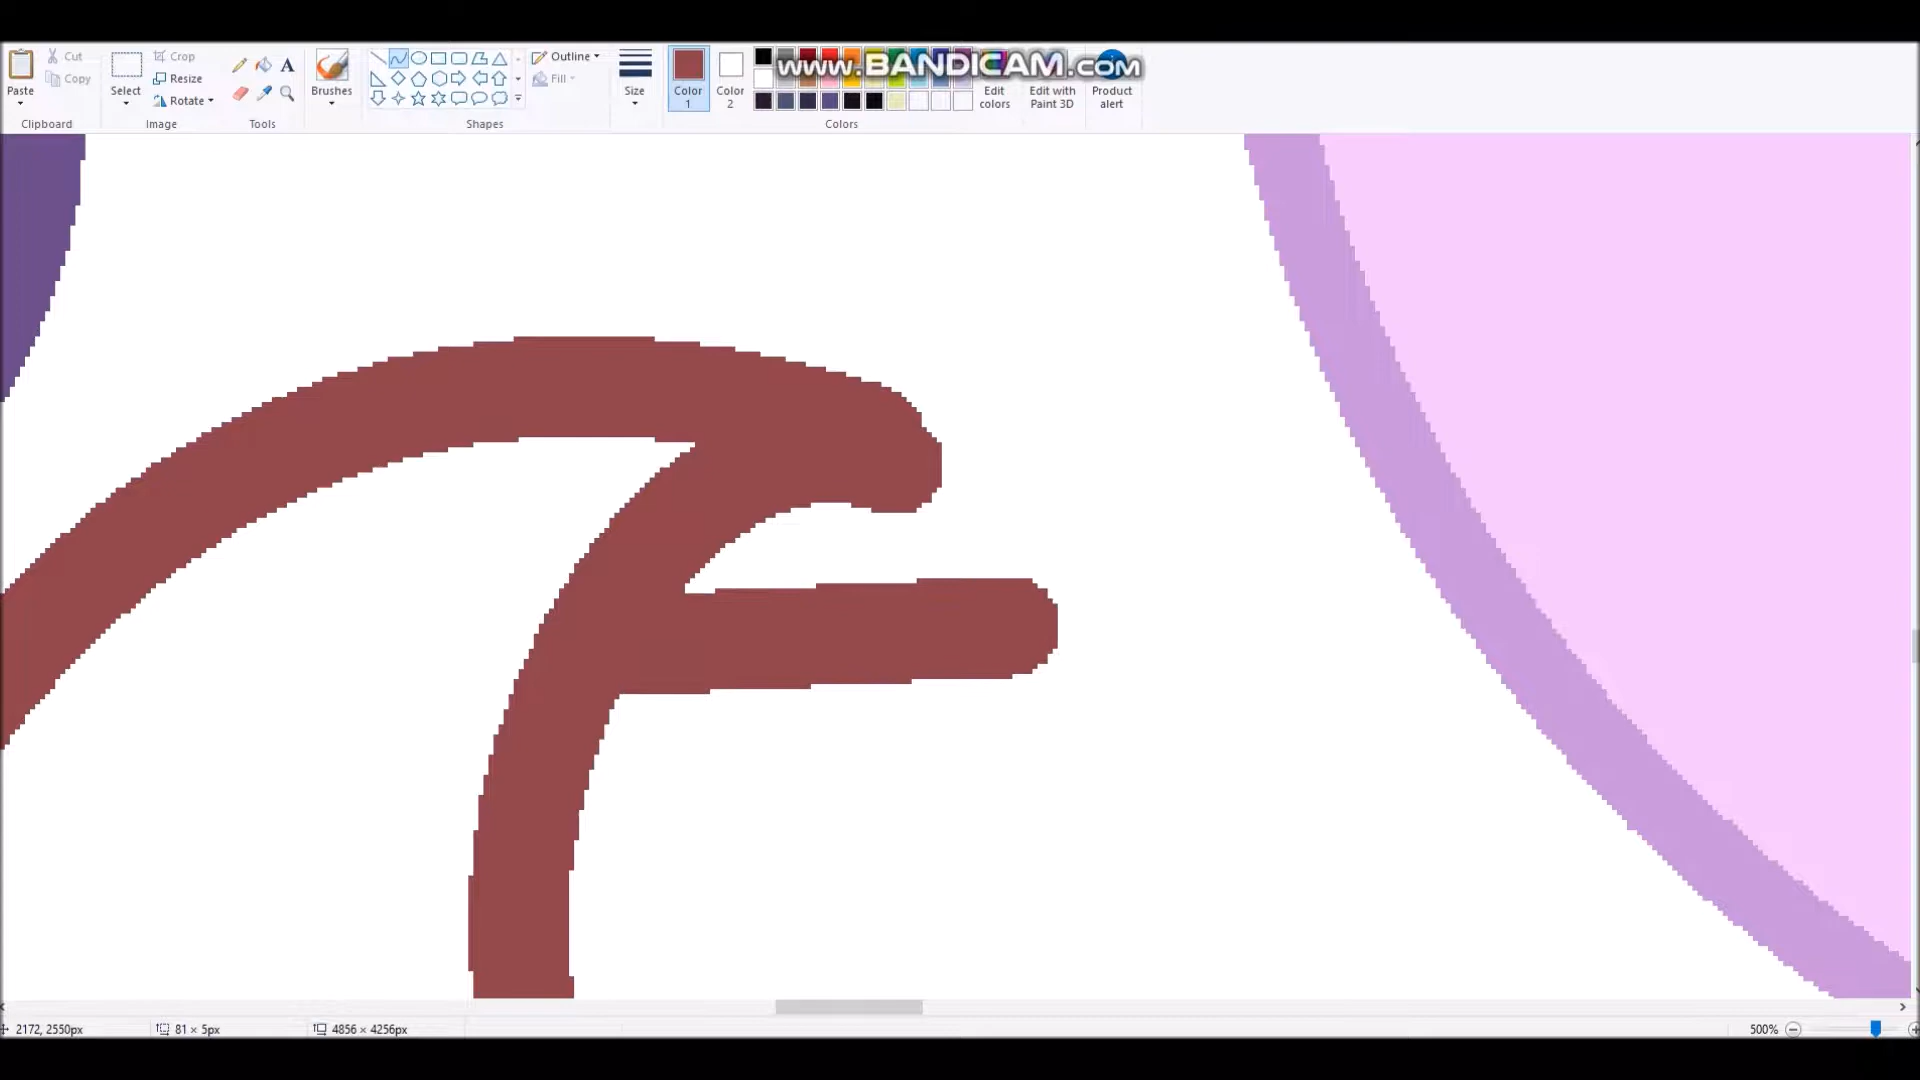 www.BANDICAM.com
Cut
Copy
Paste
Clipboard
Select
Crop
Resize
Rotate
Image
A
Tools
Brushes
Outline
Fill
Shapes
Size
Color 1
Color 2
Edit colors
Colors
Edit with Paint 3D
Product alert
2172, 2550px
81 × 5px
4856 × 4256px
500%